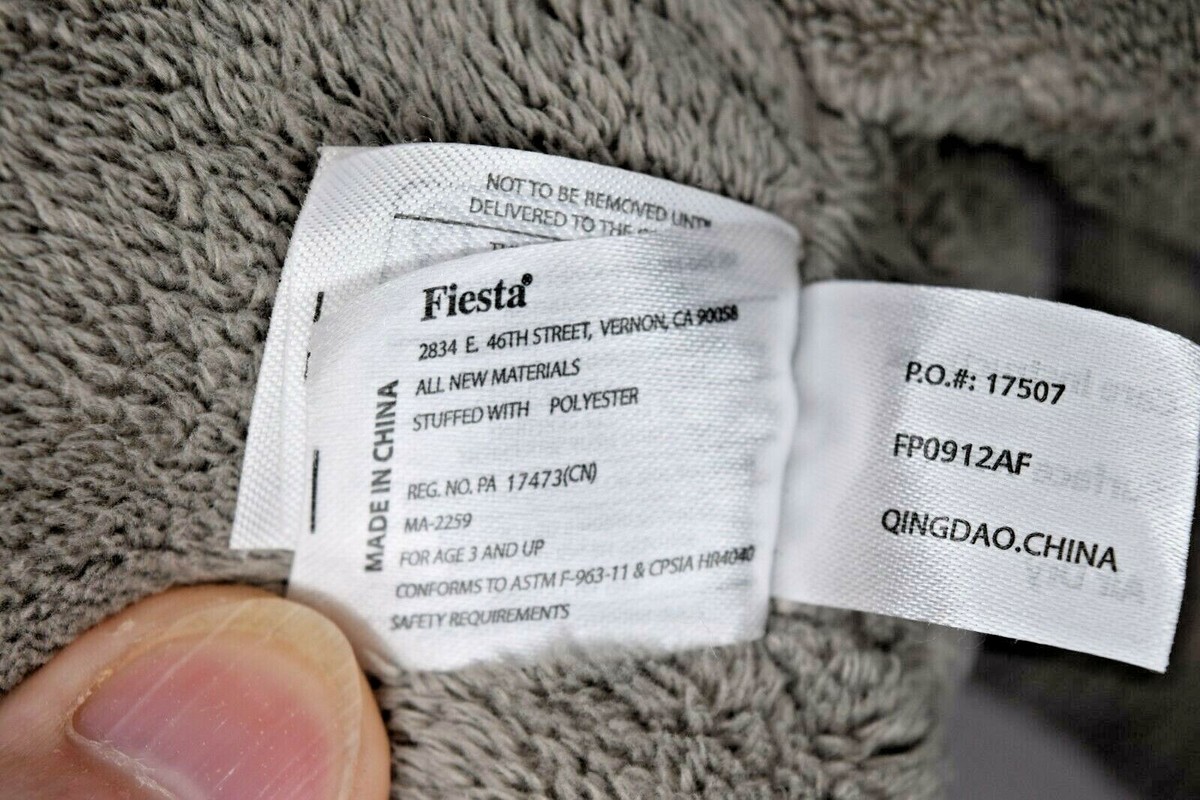 NOT TO BE REMOVED UNT
DELIVERED TO THE
Fiesta®
2834 E. 46TH STREET, VERNON, CA 90058
ALL NEW MATERIALS
STUFFED WITH POLYESTER
MADE IN CHINA
REG. NO. PA 17473(CN)
MA-2259
FOR AGE 3 AND UP
CONFORMS TO ASTM F-963-11 & CPSIA HR4040
SAFETY REQUIREMENTS
P.O.#: 17507
FP0912AF
QINGDAO.CHINA